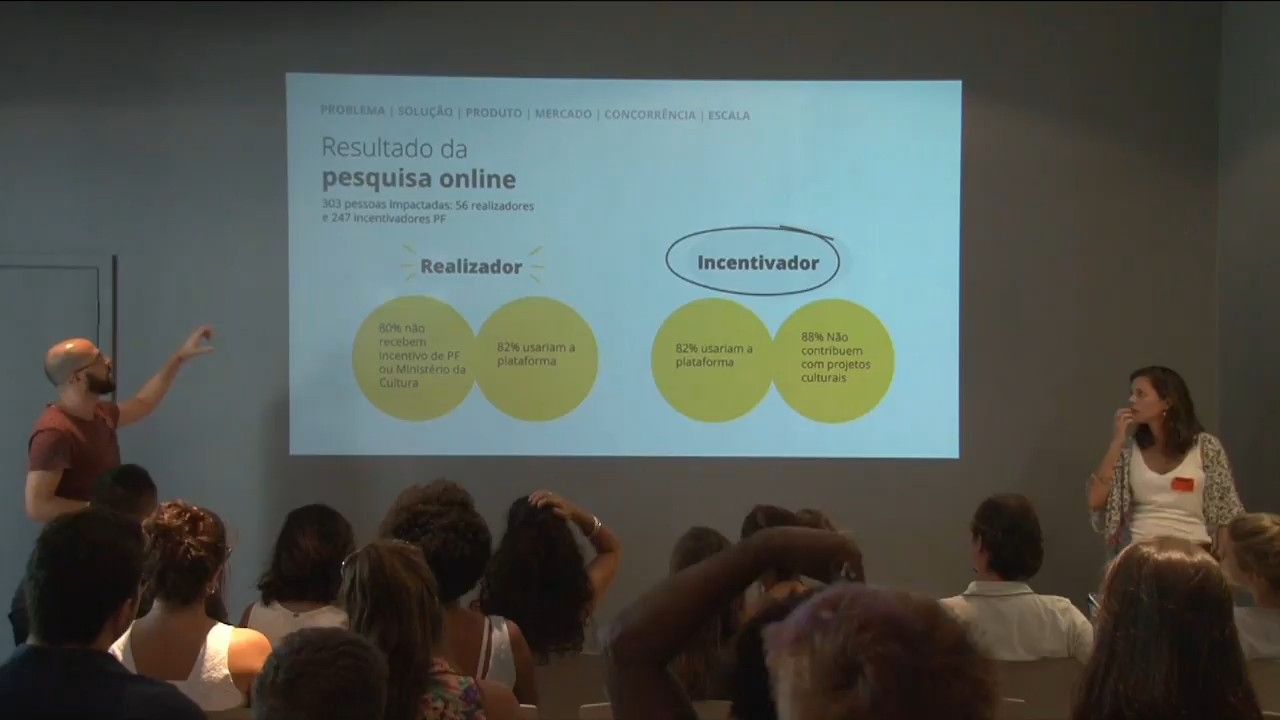 PROBLEMA | SOLUÇÃO | PRODUTO | MERCADO | CONCORRÊNCIA | ESCALA
Resultado da
pesquisa online
303 pessoas impactadas: 56 realizadores
e 247 incentivadores PF
Realizador
Incentivador
80% não
recebem
incentivo de PF
ou Ministério da
Cultura
82% usariam a
plataforma
82% usariam a
plataforma
88% Não
contribuem
com projetos
culturais